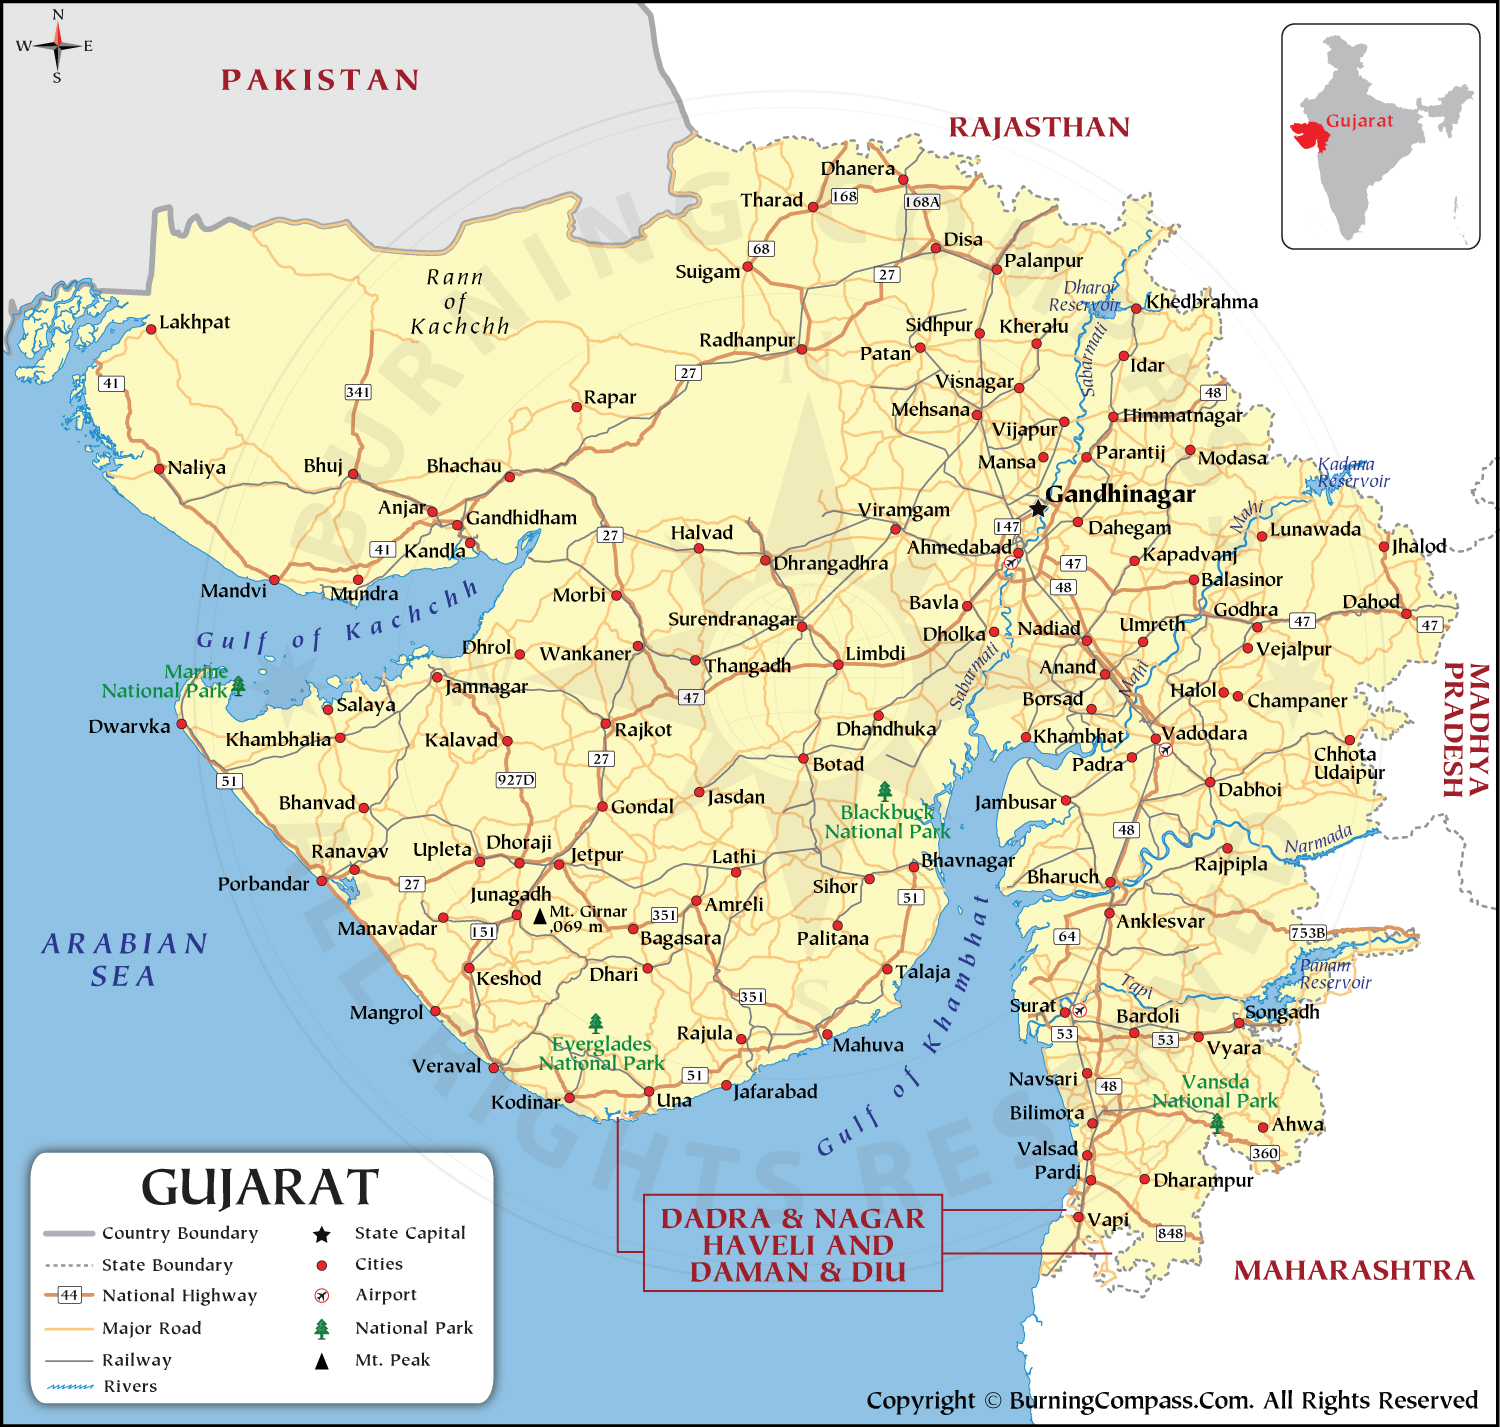 N
W E
S
PAKISTAN
RAJASTHAN
Gujarat
Dhanera
Tharad
168
168A
Disa
68
Suigam
27
Palanpur
Rann
of
Kachchh
Dharoi
Reservoir
Khedbrahma
Lakhpat
Sidhpur
Kheralu
Radhanpur
Patan
Sabarmati
Idar
41
341
27
Visnagar
48
Rapar
Mehsana
Himmatnagar
Vijapur
Naliya
Bhuj
Bhachau
Mansa
Parantij
Modasa
Kadana
Reservoir
Gandhinagar
Anjar
Gandhidham
Viramgam
147
Dahegam
Mahi
Lunawada
27
Halvad
41
Kandla
Ahmedabad
Kapadvanj
Jhalod
Dhrangadhra
47
Mandvi
Mundra
48
Balasinor
Morbi
Bavla
Godhra
Dahod
Gulf of Kachchh
Surendranagar
Dholka
Nadiad
Umreth
47
47
Dhrol
Wankaner
Limbdi
Vejalpur
Marine
National Park
Thangadh
Anand
MADHYA
PRADESH
Jamnagar
Sabarmati
Mahi
Halol
Champaner
47
Salaya
Borsad
Dwarvka
Khambhalia
Kalavad
Rajkot
Dhandhuka
Khambhat
Vadodara
27
Botad
Padra
Chhota
Udaipur
51
927D
Dabhoi
Bhanvad
Gondal
Jasdan
Blackbuck
National Park
Jambusar
48
Narmada
Ranavav
Upleta
Dhoraji
Jetpur
Lathi
Bhavnagar
Rajpipla
Porbandar
27
Junagadh
Sihor
51
Bharuch
Mt. Girnar
,069 m
351
Amreli
Anklesvar
Manavadar
151
Bagasara
Palitana
64
753B
ARABIAN
SEA
Keshod
Dhari
Talaja
Panam
Reservoir
351
Tapi
Mangrol
Surat
Bardoli
Songadh
Everglades
National Park
Rajula
Mahuva
53
53
Vyara
Veraval
51
Gulf of Khambhat
Navsari
48
Vansda
National Park
Kodinar
Una
Jafarabad
Bilimora
Ahwa
Valsad
360
Pardi
Dharampur
DADRA & NAGAR
HAVELI AND
DAMAN & DIU
Vapi
848
MAHARASHTRA
GUJARAT
Country Boundary
State Boundary
44
National Highway
Major Road
Railway
Rivers
State Capital
Cities
Airport
National Park
Mt. Peak
Copyright © BurningCompass.Com. All Rights Reserved